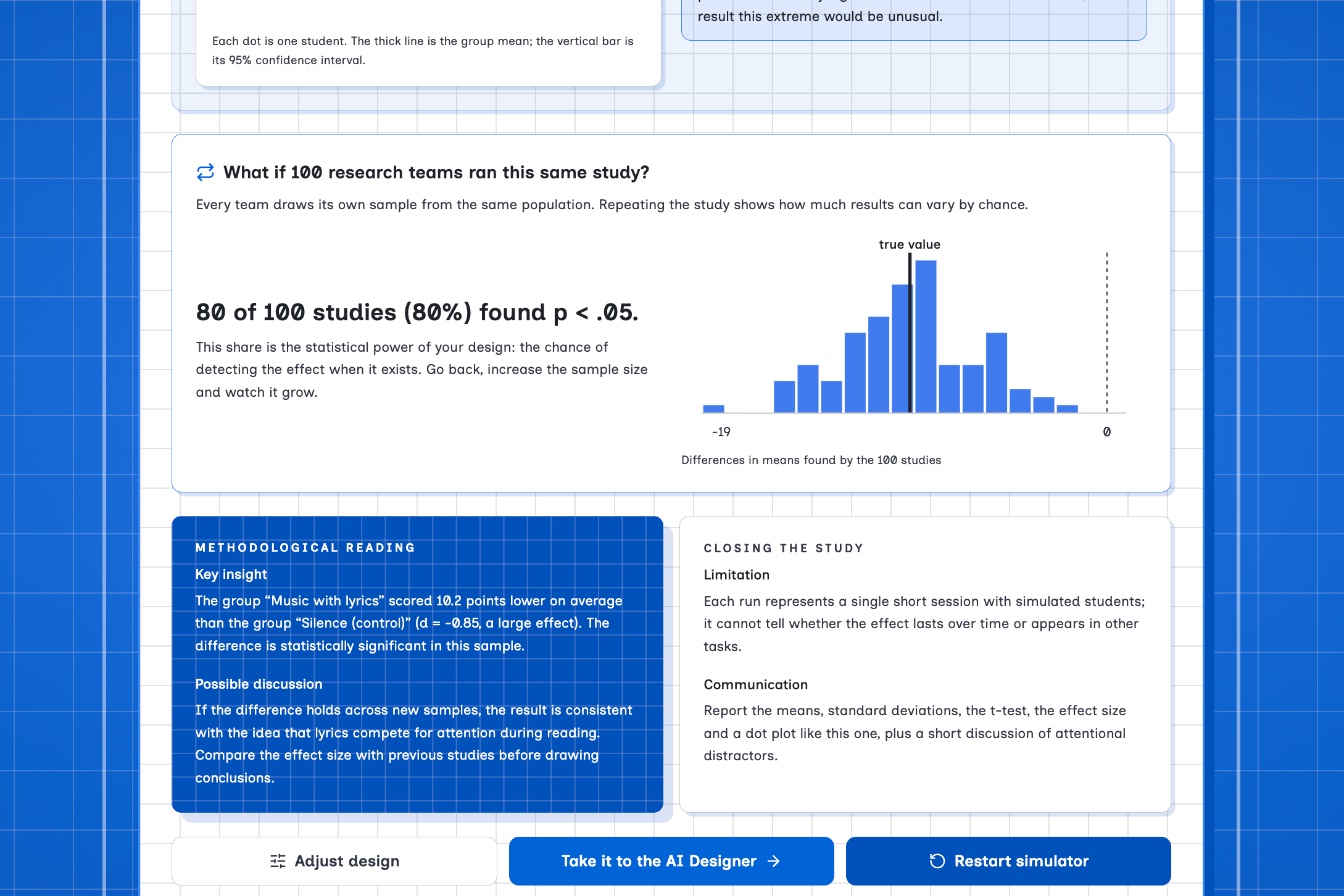 result this extreme would be unusual.
Each dot is one student. The thick line is the group mean; the vertical bar is
its 95% confidence interval.
What if 100 research teams ran this same study?
Every team draws its own sample from the same population. Repeating the study shows how much results can vary by chance.
80 of 100 studies (80%) found p < .05.
This share is the statistical power of your design: the chance of
detecting the effect when it exists. Go back, increase the sample size
and watch it grow.
true value
-19
0
Differences in means found by the 100 studies
METHODOLOGICAL READING
Key insight
The group “Music with lyrics” scored 10.2 points lower on average
than the group “Silence (control)” (d = -0.85, a large effect). The
difference is statistically significant in this sample.
Possible discussion
If the difference holds across new samples, the result is consistent
with the idea that lyrics compete for attention during reading.
Compare the effect size with previous studies before drawing
conclusions.
CLOSING THE STUDY
Limitation
Each run represents a single short session with simulated students;
it cannot tell whether the effect lasts over time or appears in other
tasks.
Communication
Report the means, standard deviations, the t-test, the effect size
and a dot plot like this one, plus a short discussion of attentional
distractors.
Adjust design
Take it to the AI Designer →
Restart simulator